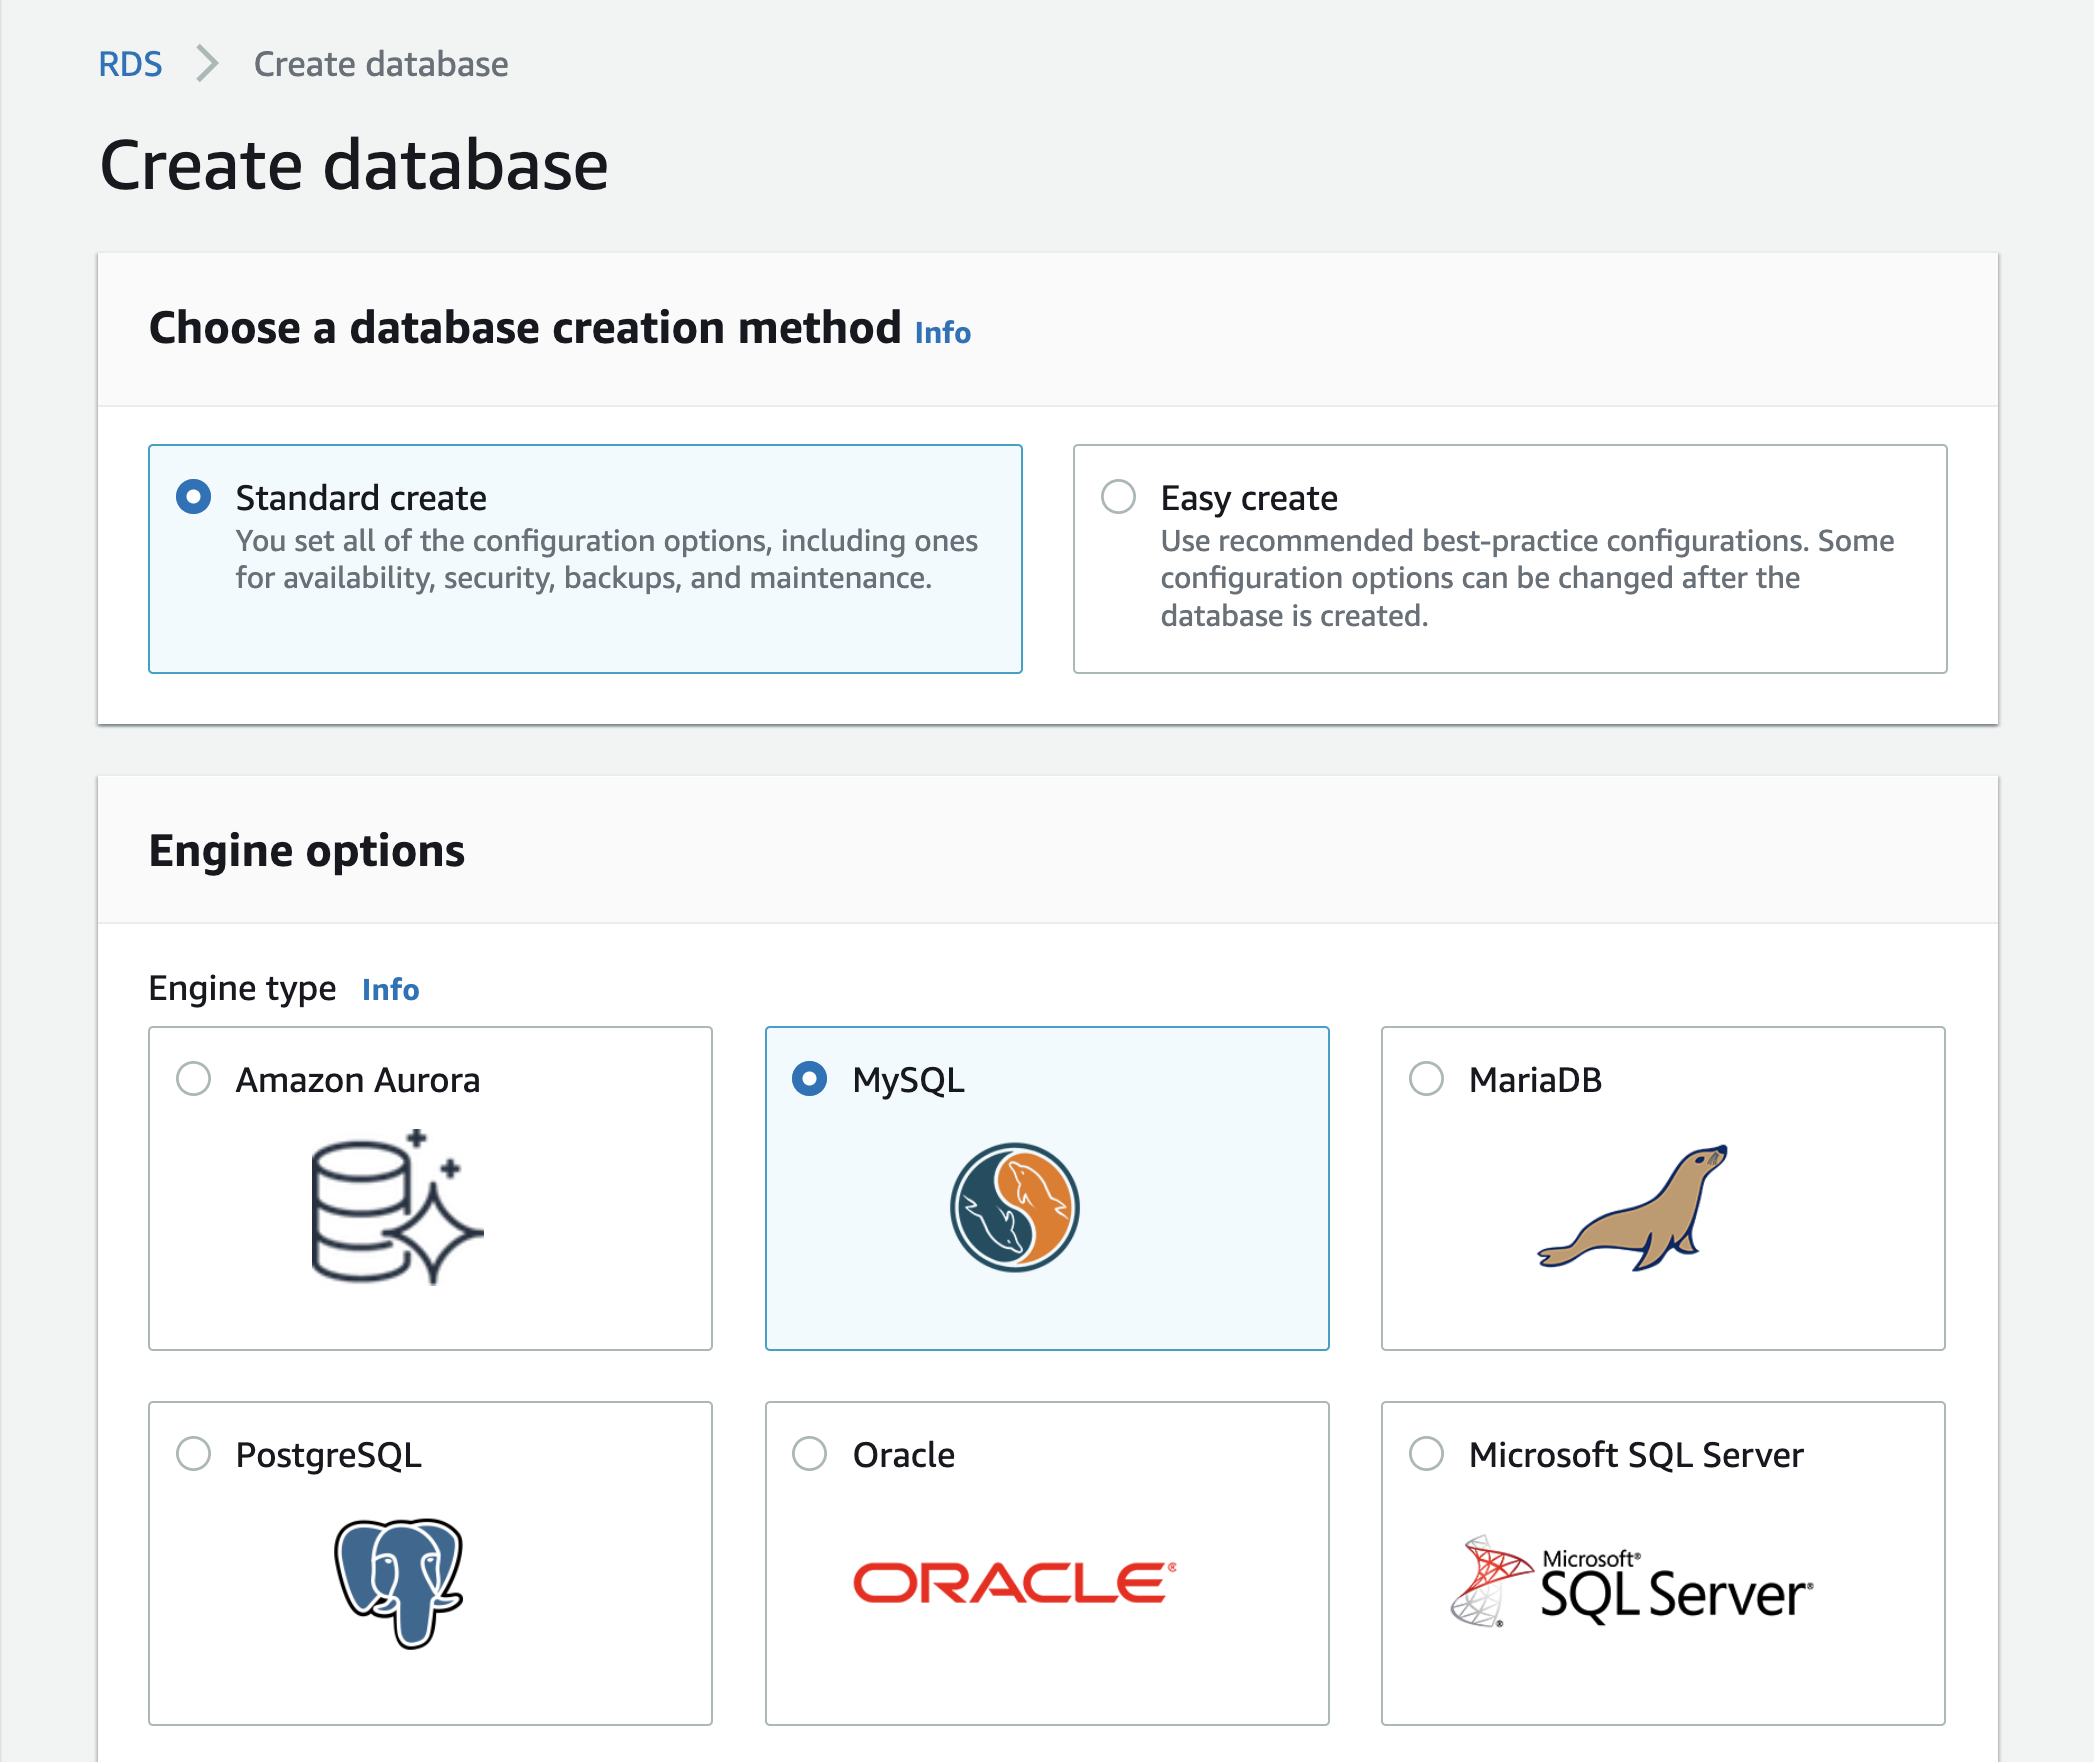 RDS > Create database
Create database
Choose a database creation method Info
Standard create
You set all of the configuration options, including ones
for availability, security, backups, and maintenance.
Easy create
Use recommended best-practice configurations. Some
configuration options can be changed after the
database is created.
Engine options
Engine type Info
Amazon Aurora
MySQL
MariaDB
PostgreSQL
Oracle
ORACLE®
Microsoft SQL Server
Microsoft®
SQL Server®